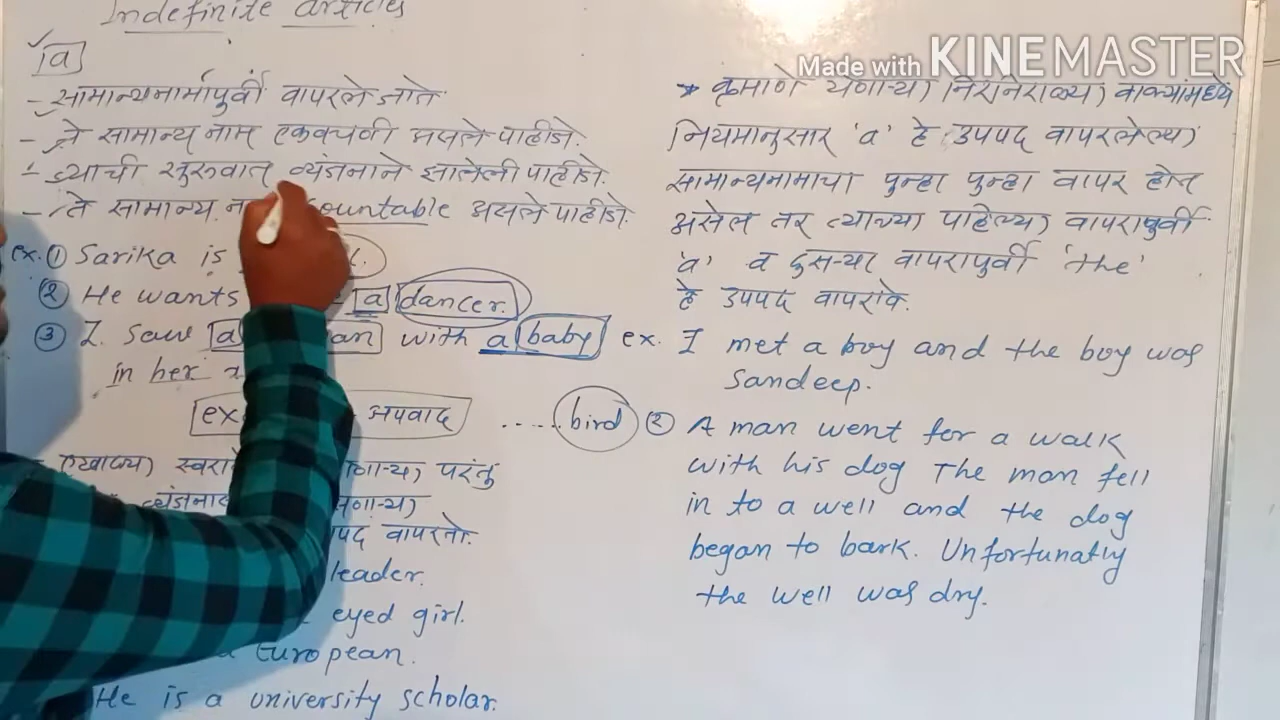 Indefinite articles
a
- सामान्यनामापुर्वी वापरले जाते
- ते सामान्य नाम एकवचनी असले पाहीजे.
- ज्याची सुरुवात व्यंजनाने झालेली पाहीजे.
- ते सामान्य countable असले पाहीजे.
ex. ① Sarika is
② He wants a dancer.
③ I saw a with a baby
in her
अपवाद ..... bird
स्वरा परंतु
वापरतो.
leader.
eyed girl.
a European.
He is a university scholar.
Made with KINEMASTER
येणाऱ्या निरनिराळ्या वाक्यांमध्ये
नियमानुसार 'a' हे उपपद वापरलेल्या
सामान्यनामाचा पुन्हा पुन्हा वापर होत
असेल तर त्याच्या पहिल्या वापरापुर्वी
'a' व दुसऱ्या वापरापुर्वी 'the'
हे उपपद वापरावे.
ex. I met a boy and the boy was
Sandeep.
② A man went for a walk
with his dog The man fell
in to a well and the dog
began to bark. Unfortunatly
the well was dry.